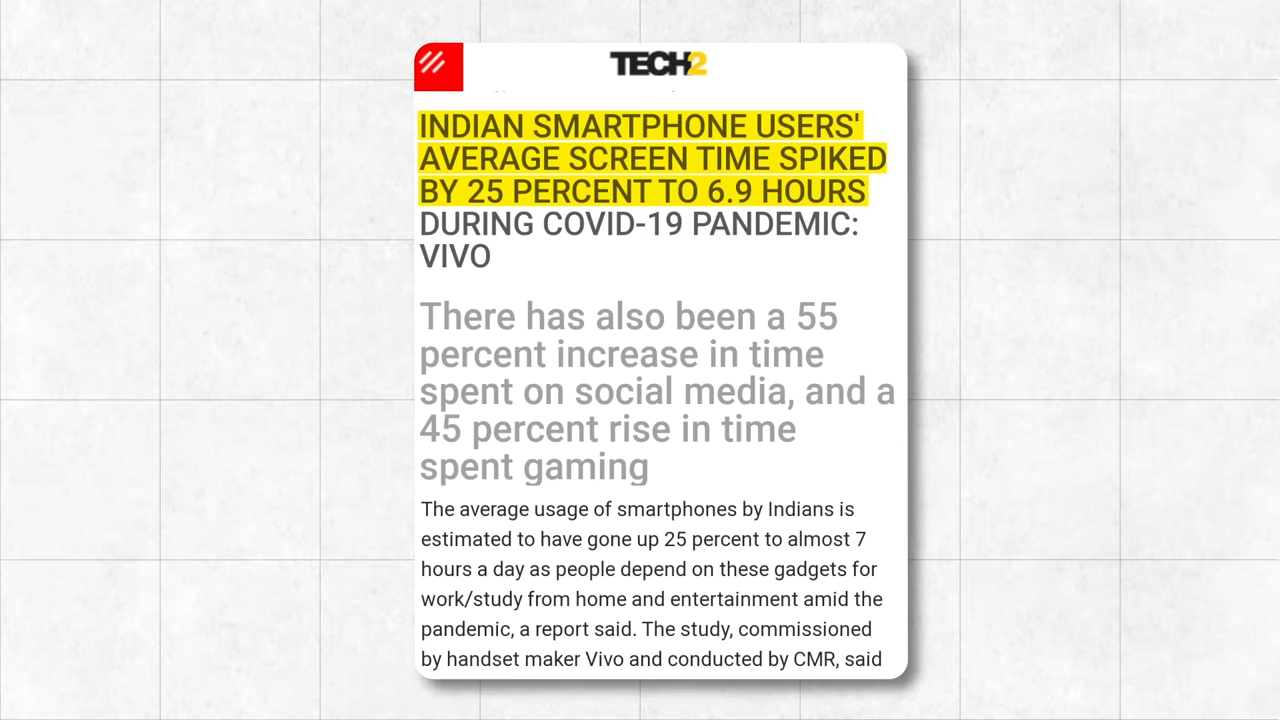 TECH2
INDIAN SMARTPHONE USERS'
AVERAGE SCREEN TIME SPIKED
BY 25 PERCENT TO 6.9 HOURS
DURING COVID-19 PANDEMIC:
VIVO
There has also been a 55
percent increase in time
spent on social media, and a
45 percent rise in time
spent gaming
The average usage of smartphones by Indians is
estimated to have gone up 25 percent to almost 7
hours a day as people depend on these gadgets for
work/study from home and entertainment amid the
pandemic, a report said. The study, commissioned
by handset maker Vivo and conducted by CMR, said